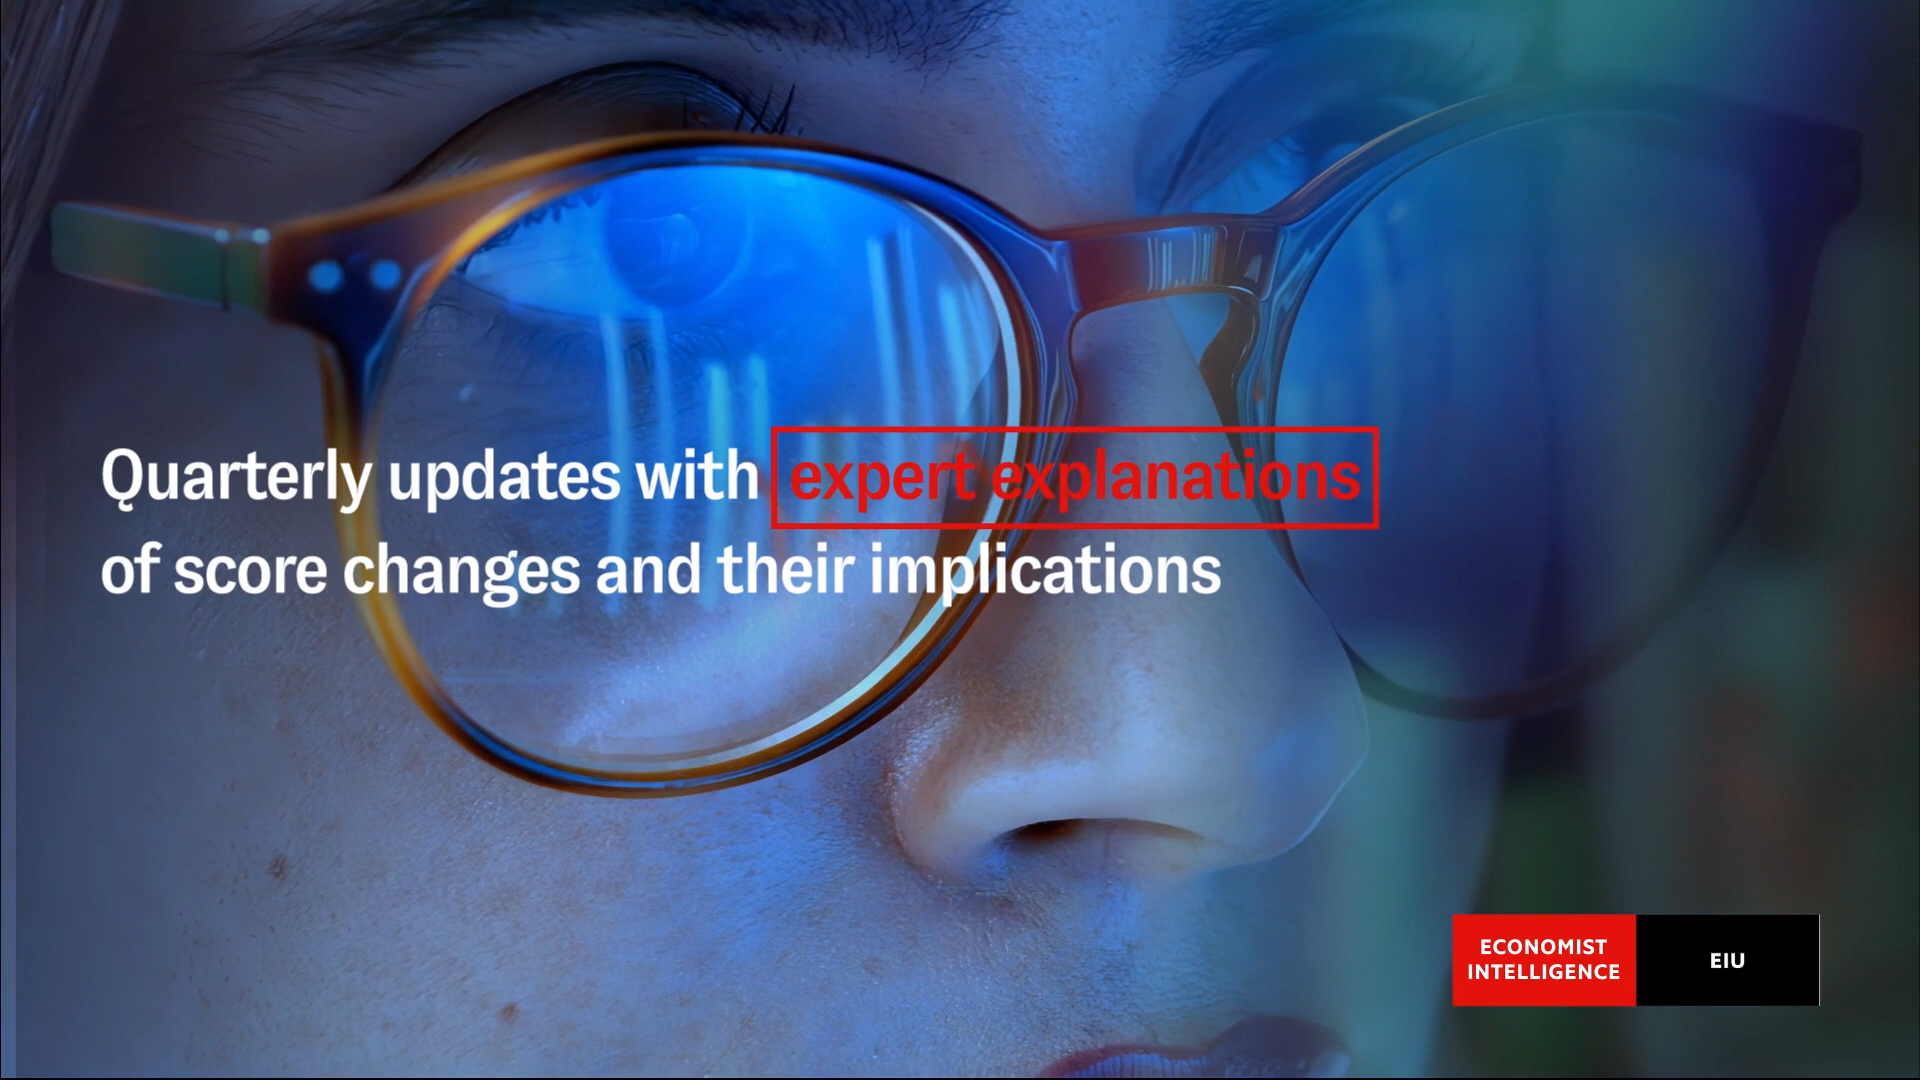 Quarterly updates with expert explanations
of score changes and their implications
ECONOMIST
INTELLIGENCE
EIU